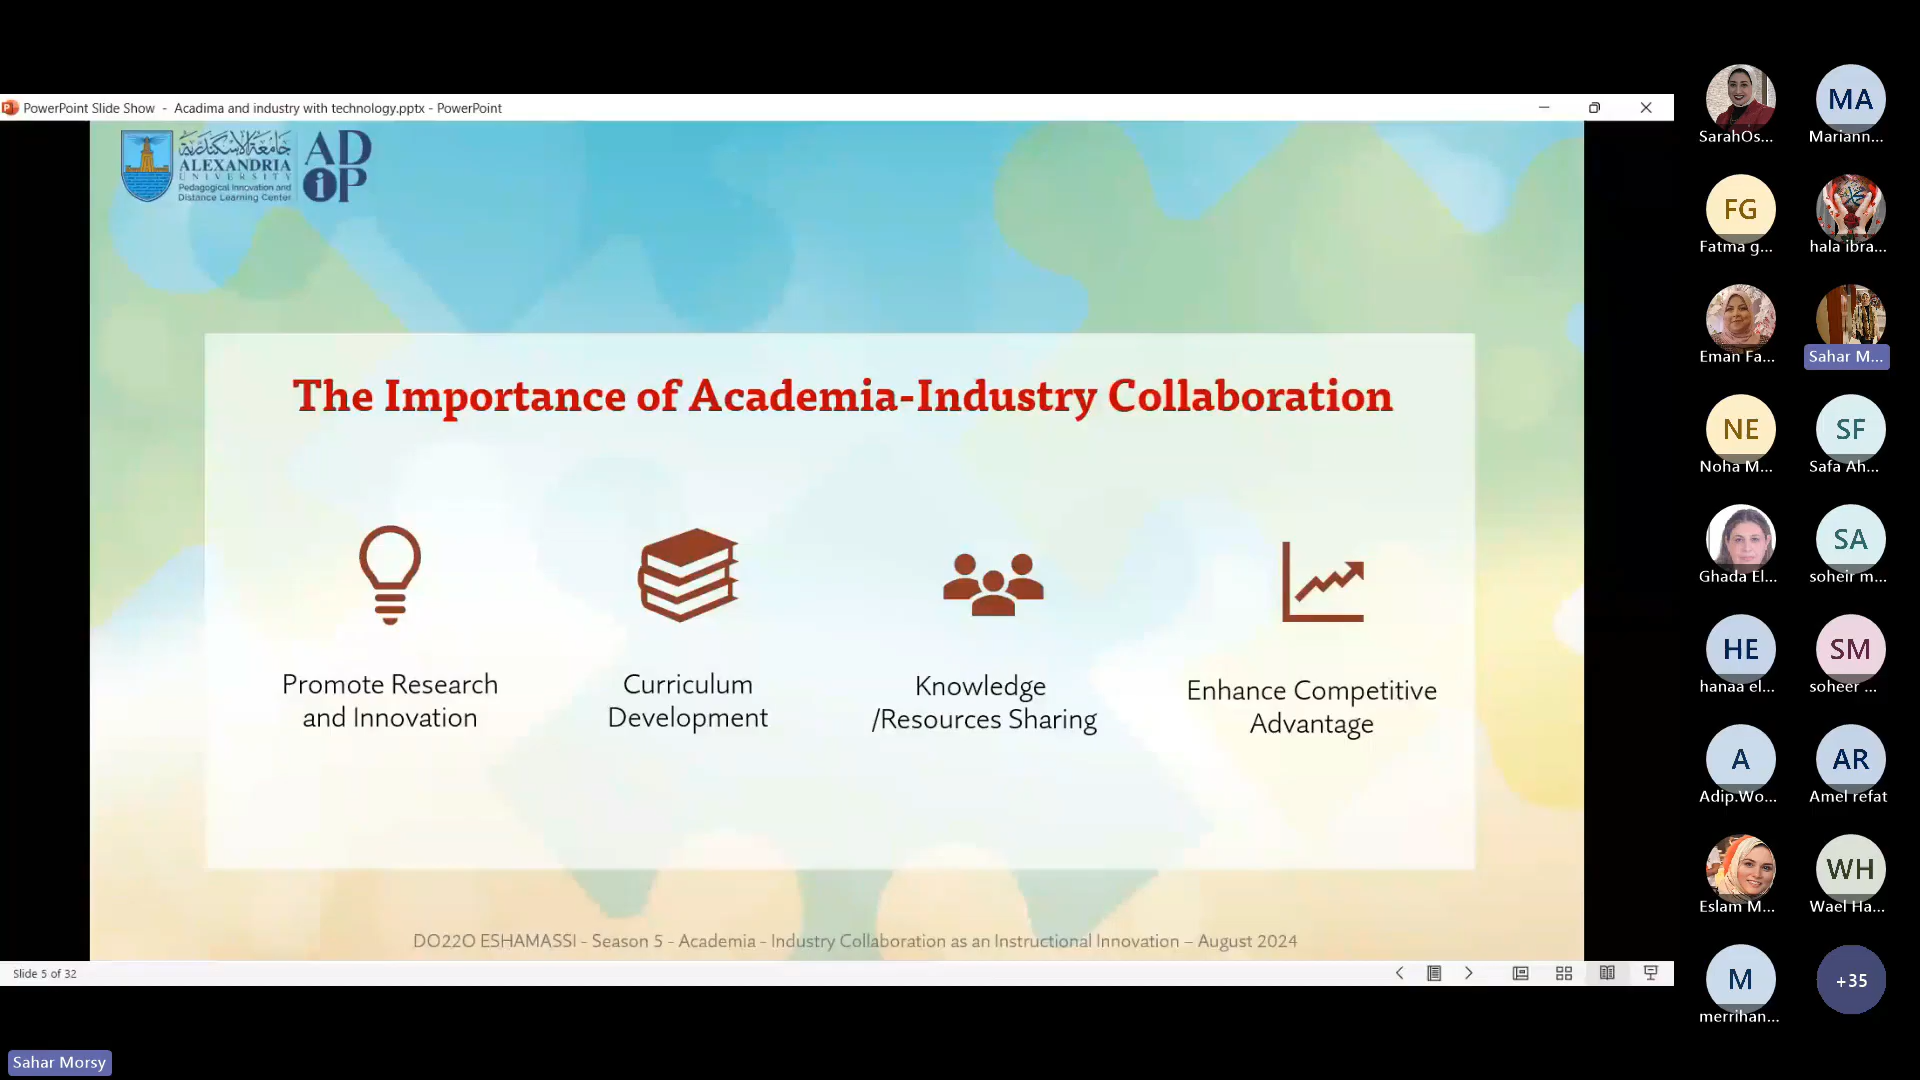 PowerPoint Slide Show - Acadima and industry with technology.pptx - PowerPoint
جامعة الإسكندرية
ALEXANDRIA
UNIVERSITY
Pedagogical Innovation and
Distance Learning Center
AD
iP
The Importance of Academia-Industry Collaboration
Promote Research
and Innovation
Curriculum
Development
Knowledge
/Resources Sharing
Enhance Competitive
Advantage
DO22O ESHAMASSI - Season 5 - Academia - Industry Collaboration as an Instructional Innovation – August 2024
Slide 5 of 32
Sahar Morsy
SarahOs...
MA
Mariann...
FG
Fatma g...
hala ibra...
Eman Fa...
Sahar M...
NE
Noha M...
SF
Safa Ah...
Ghada El...
SA
soheir m...
HE
hanaa el...
SM
soheer ...
A
Adip.Wo...
AR
Amel refat
Eslam M...
WH
Wael Ha...
M
merrihan...
+35